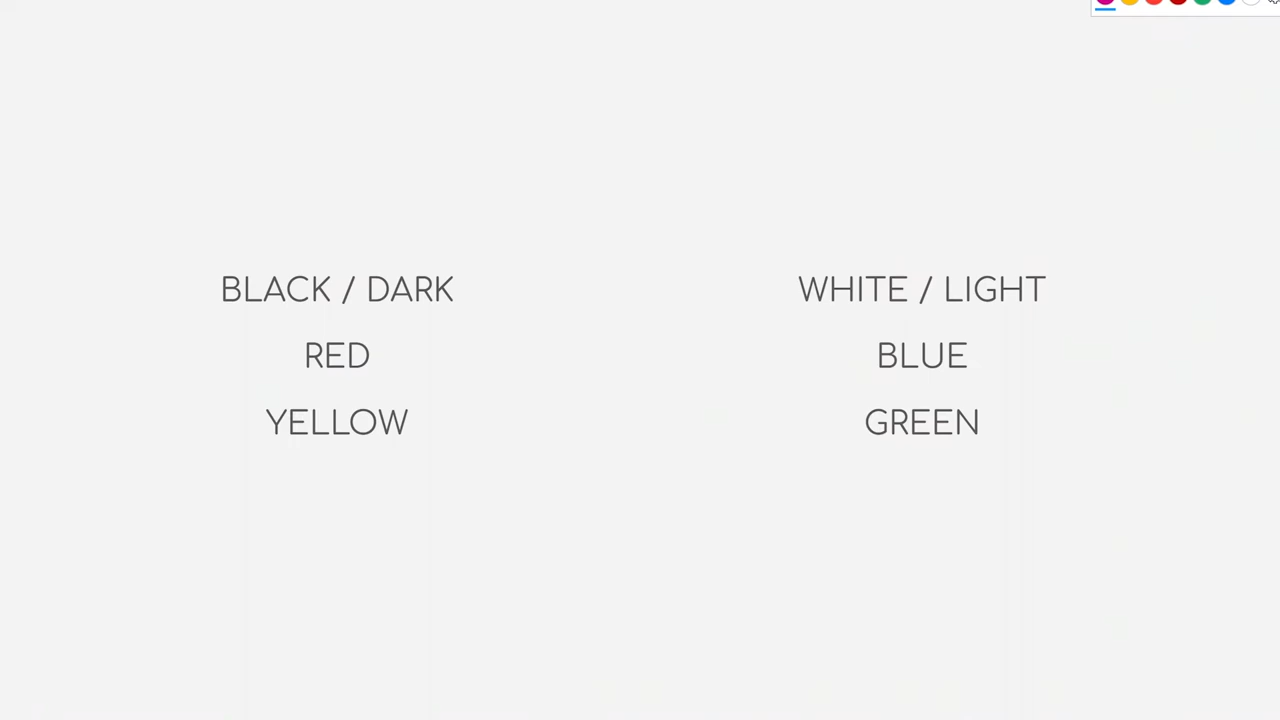 BLACK / DARK
RED
YELLOW
WHITE / LIGHT
BLUE
GREEN